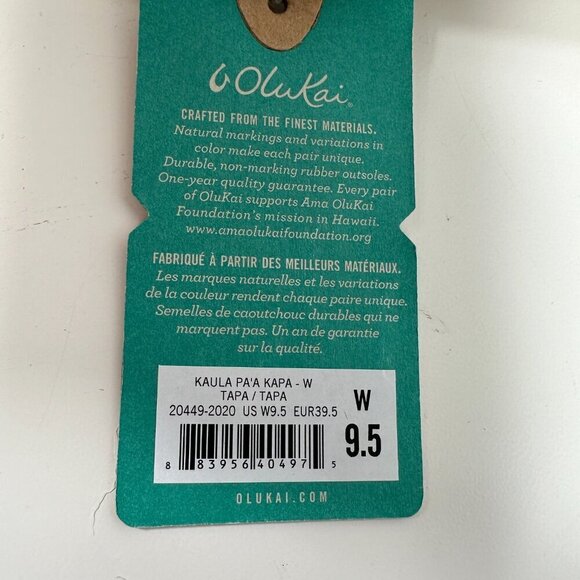 OluKai®
CRAFTED FROM THE FINEST MATERIALS.
Natural markings and variations in
color make each pair unique.
Durable, non-marking rubber outsoles.
One-year quality guarantee. Every pair
of OluKai supports Ama OluKai
Foundation's mission in Hawaii.
www.amaolukaifoundation.org
FABRIQUÉ À PARTIR DES MEILLEURS MATÉRIAUX.
Les marques naturelles et les variations
de la couleur rendent chaque paire unique.
Semelles de caoutchouc durables qui ne
marquent pas. Un an de garantie
sur la qualité.
KAULA PA'A KAPA - W
TAPA / TAPA
20449-2020 US W9.5 EUR39.5
W
9.5
8 83956 40497 5
OLUKAI.COM